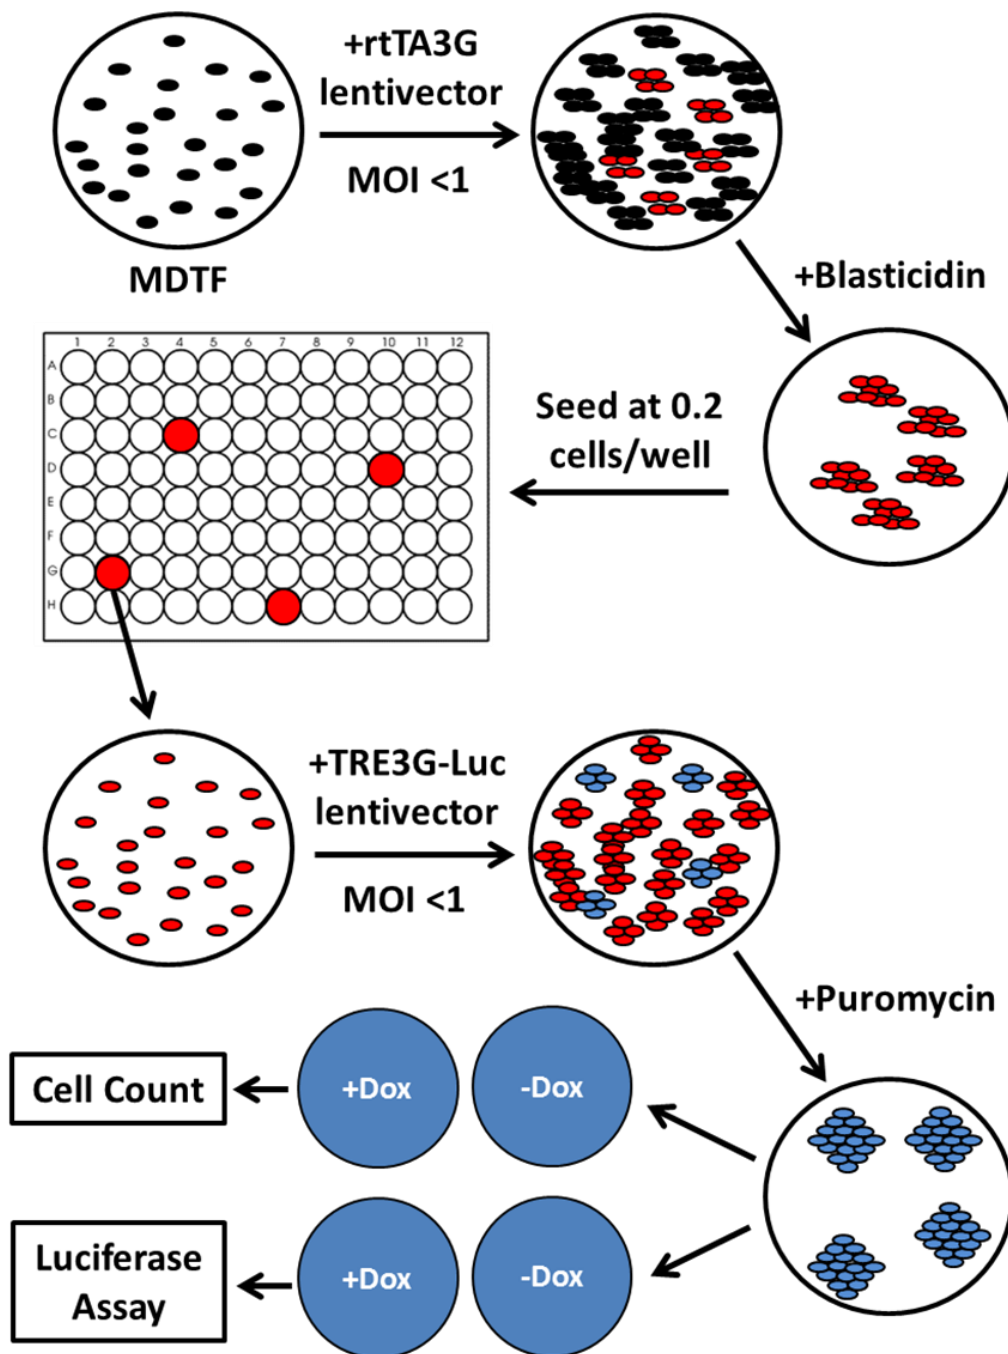 +rtTA3G
lentivector
MOI <1
MDTF
+Blasticidin
1 2 3 4 5 6 7 8 9 10 11 12
A
B
C
D
E
F
G
H
Seed at 0.2
cells/well
+TRE3G-Luc
lentivector
MOI <1
+Puromycin
Cell Count
+Dox
-Dox
Luciferase
Assay
+Dox
-Dox